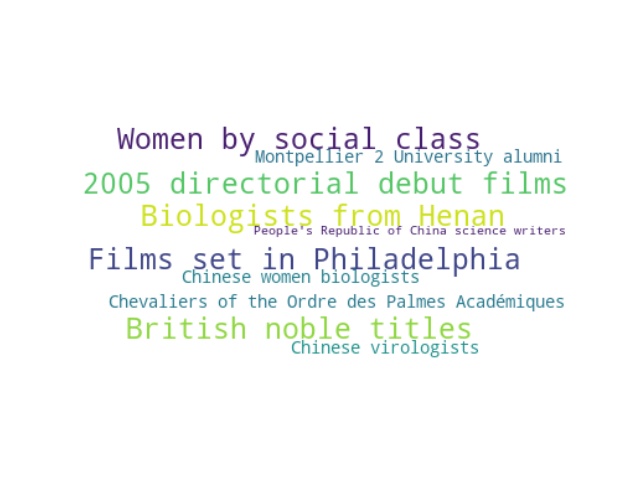 Women by social class
Montpellier 2 University alumni
2005 directorial debut films
Biologists from Henan
People's Republic of China science writers
Films set in Philadelphia
Chinese women biologists
Chevaliers of the Ordre des Palmes Académiques
British noble titles
Chinese virologists